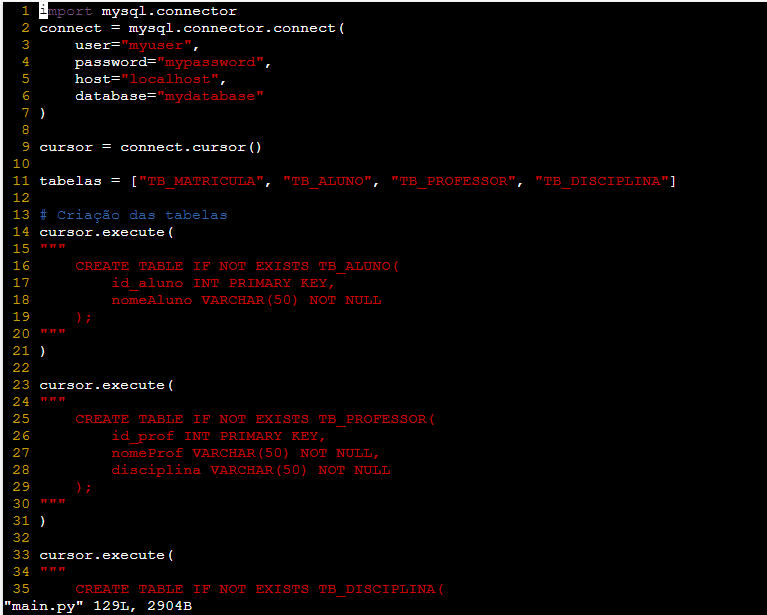 1 import mysql.connector
2 connect = mysql.connector.connect(
3     user="myuser",
4     password="mypassword",
5     host="localhost",
6     database="mydatabase"
7 )
8
9 cursor = connect.cursor()
10
11 tabelas = ["TB_MATRICULA", "TB_ALUNO", "TB_PROFESSOR", "TB_DISCIPLINA"]
12
13 # Criação das tabelas
14 cursor.execute(
15 """
16     CREATE TABLE IF NOT EXISTS TB_ALUNO(
17         id_aluno INT PRIMARY KEY,
18         nomeAluno VARCHAR(50) NOT NULL
19     );
20 """
21 )
22
23 cursor.execute(
24 """
25     CREATE TABLE IF NOT EXISTS TB_PROFESSOR(
26         id_prof INT PRIMARY KEY,
27         nomeProf VARCHAR(50) NOT NULL,
28         disciplina VARCHAR(50) NOT NULL
29     );
30 """
31 )
32
33 cursor.execute(
34 """
35     CREATE TABLE IF NOT EXISTS TB_DISCIPLINA(
"main.py" 129L, 2904B